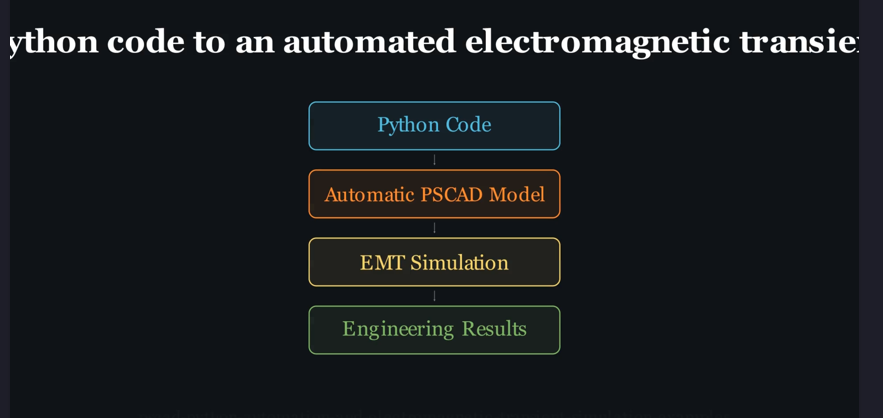 ython code to an automated electromagnetic transie
Python Code
Automatic PSCAD Model
EMT Simulation
Engineering Results